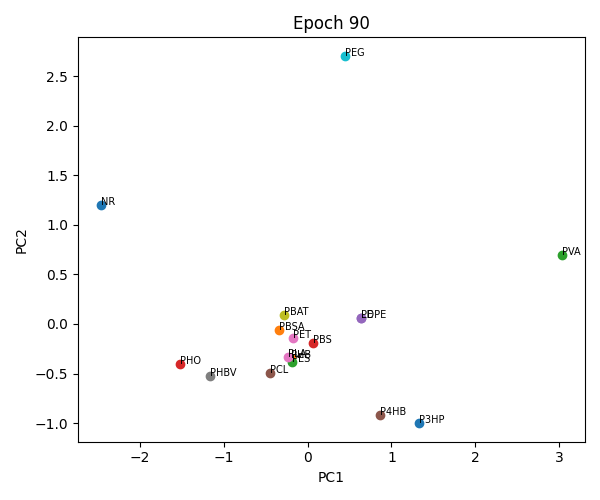 Epoch 90
PEG
NR
PVA
PBAT
PBSA
PET
PBS
PES
PHO
PHBV
PCL
P4HB
P3HP
2.5
2.0
1.5
1.0
0.5
0.0
−0.5
−1.0
PC2
−2
−1
0
1
2
3
PC1